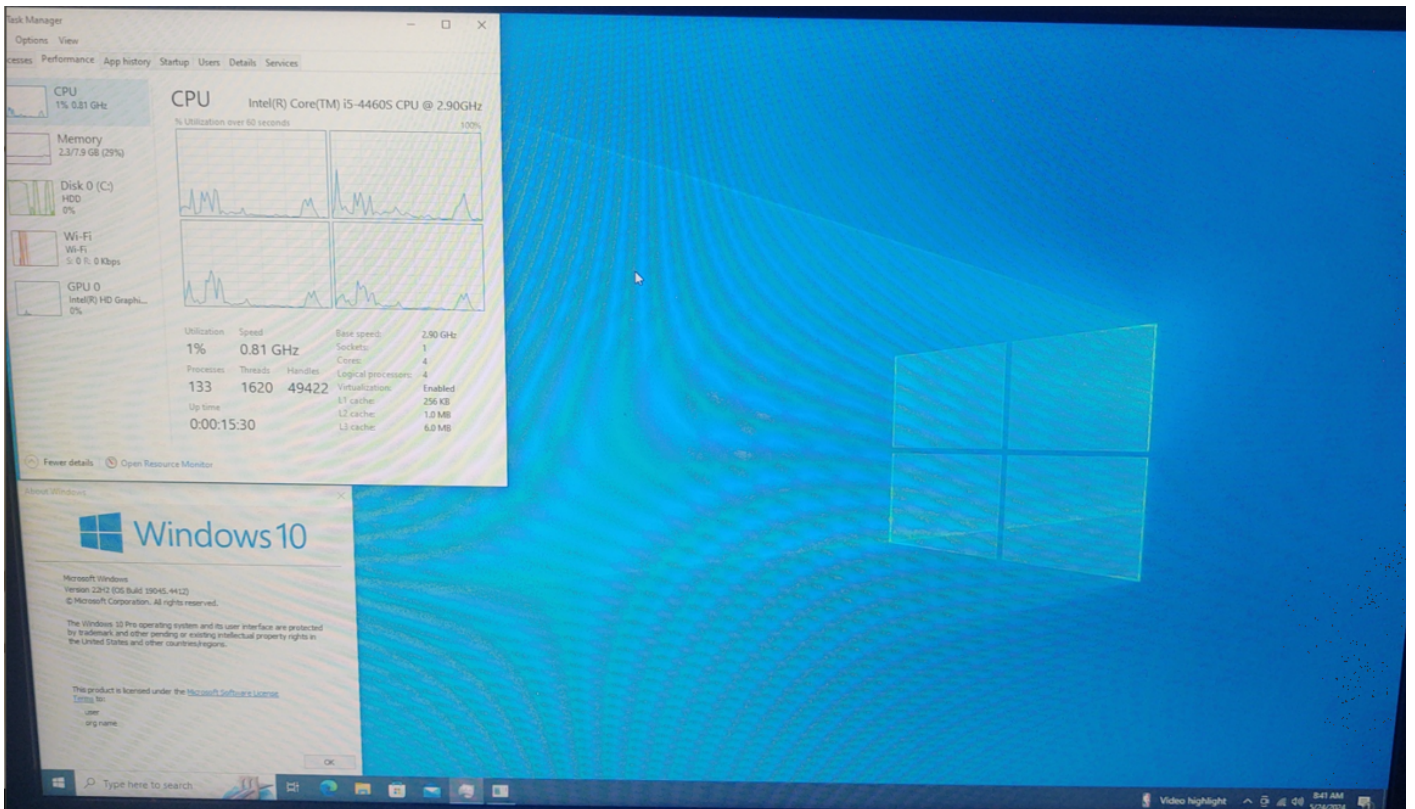 Task Manager
Options View
cesses Performance App history Startup Users Details Services
CPU
1% 0.81 GHz
Memory
2.3/7.9 GB (29%)
Disk 0 (C:)
HDD
0%
Wi-Fi
Wi-Fi
S: 0 R: 0 Kbps
GPU 0
Intel(R) HD Graphi...
0%
CPU Intel(R) Core(TM) i5-4460S CPU @ 2.90GHz
% Utilization over 60 seconds 100%
Utilization Speed
1% 0.81 GHz
Processes Threads Handles
133 1620 49422
Up time
0:00:15:30
Base speed: 2.90 GHz
Sockets: 1
Cores: 4
Logical processors: 4
Virtualization: Enabled
L1 cache: 256 KB
L2 cache: 1.0 MB
L3 cache: 6.0 MB
Fewer details Open Resource Monitor
About Windows
Windows 10
Microsoft Windows
Version 22H2 (OS Build 19045.4412)
© Microsoft Corporation. All rights reserved.
The Windows 10 Pro operating system and its user interface are protected
by trademark and other pending or existing intellectual property rights in
the United States and other countries/regions.
This product is licensed under the Microsoft Software License
Terms to:
user
org name
OK
Type here to search
Video highlight
8:41 AM
5/24/2024